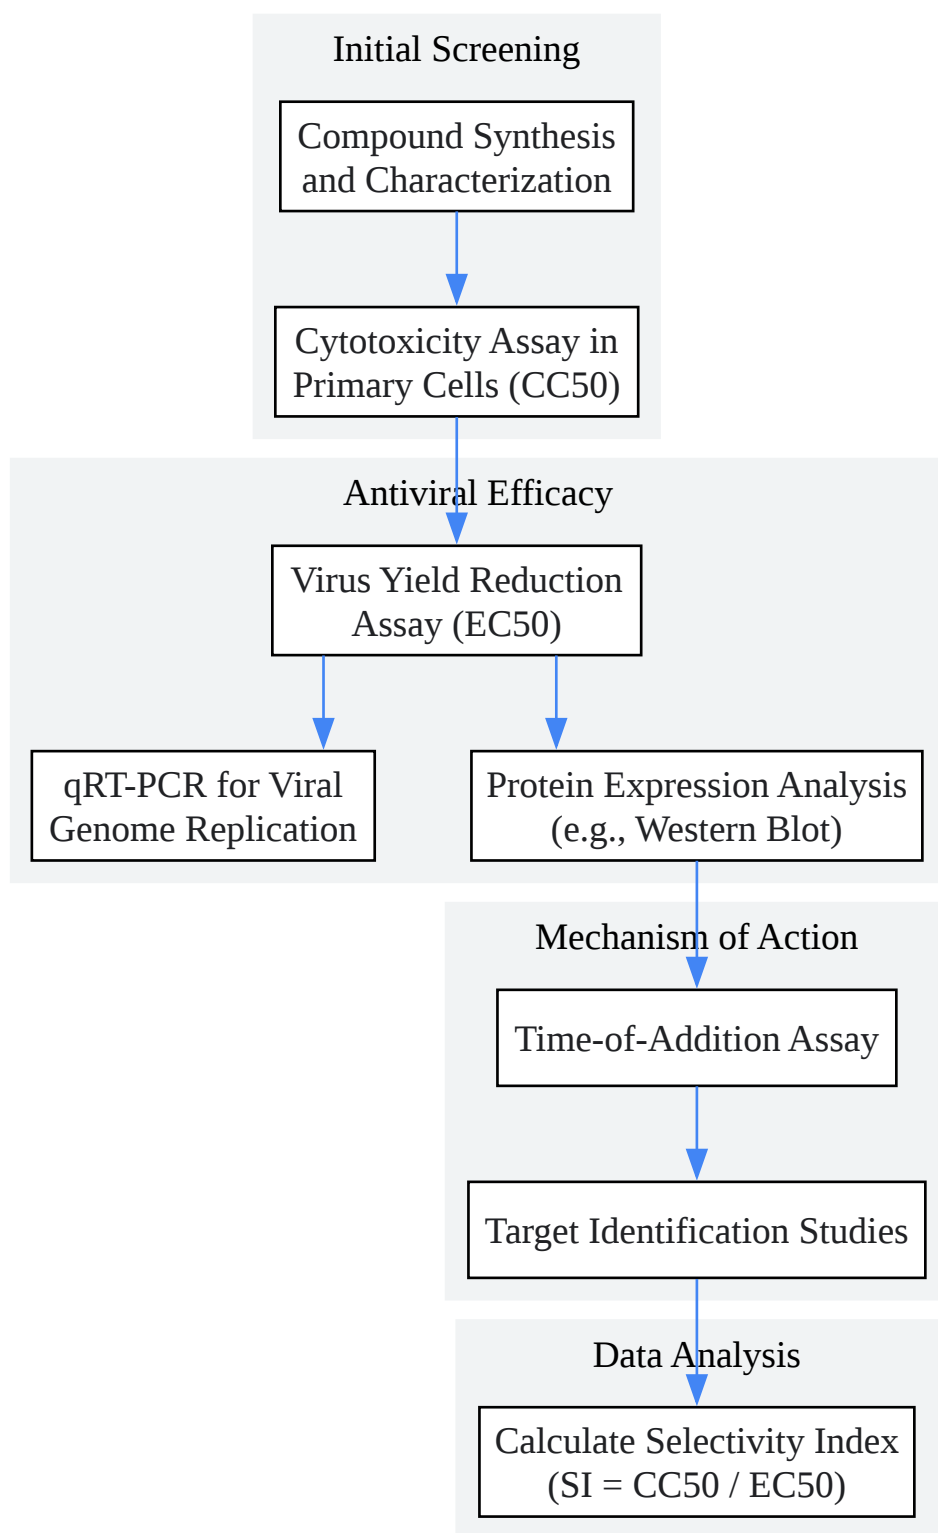 Initial Screening
Compound Synthesis
and Characterization
Cytotoxicity Assay in
Primary Cells (CC50)
Antiviral Efficacy
Virus Yield Reduction
Assay (EC50)
qRT-PCR for Viral
Genome Replication
Protein Expression Analysis
(e.g., Western Blot)
Mechanism of Action
Time-of-Addition Assay
Target Identification Studies
Data Analysis
Calculate Selectivity Index
(SI = CC50 / EC50)